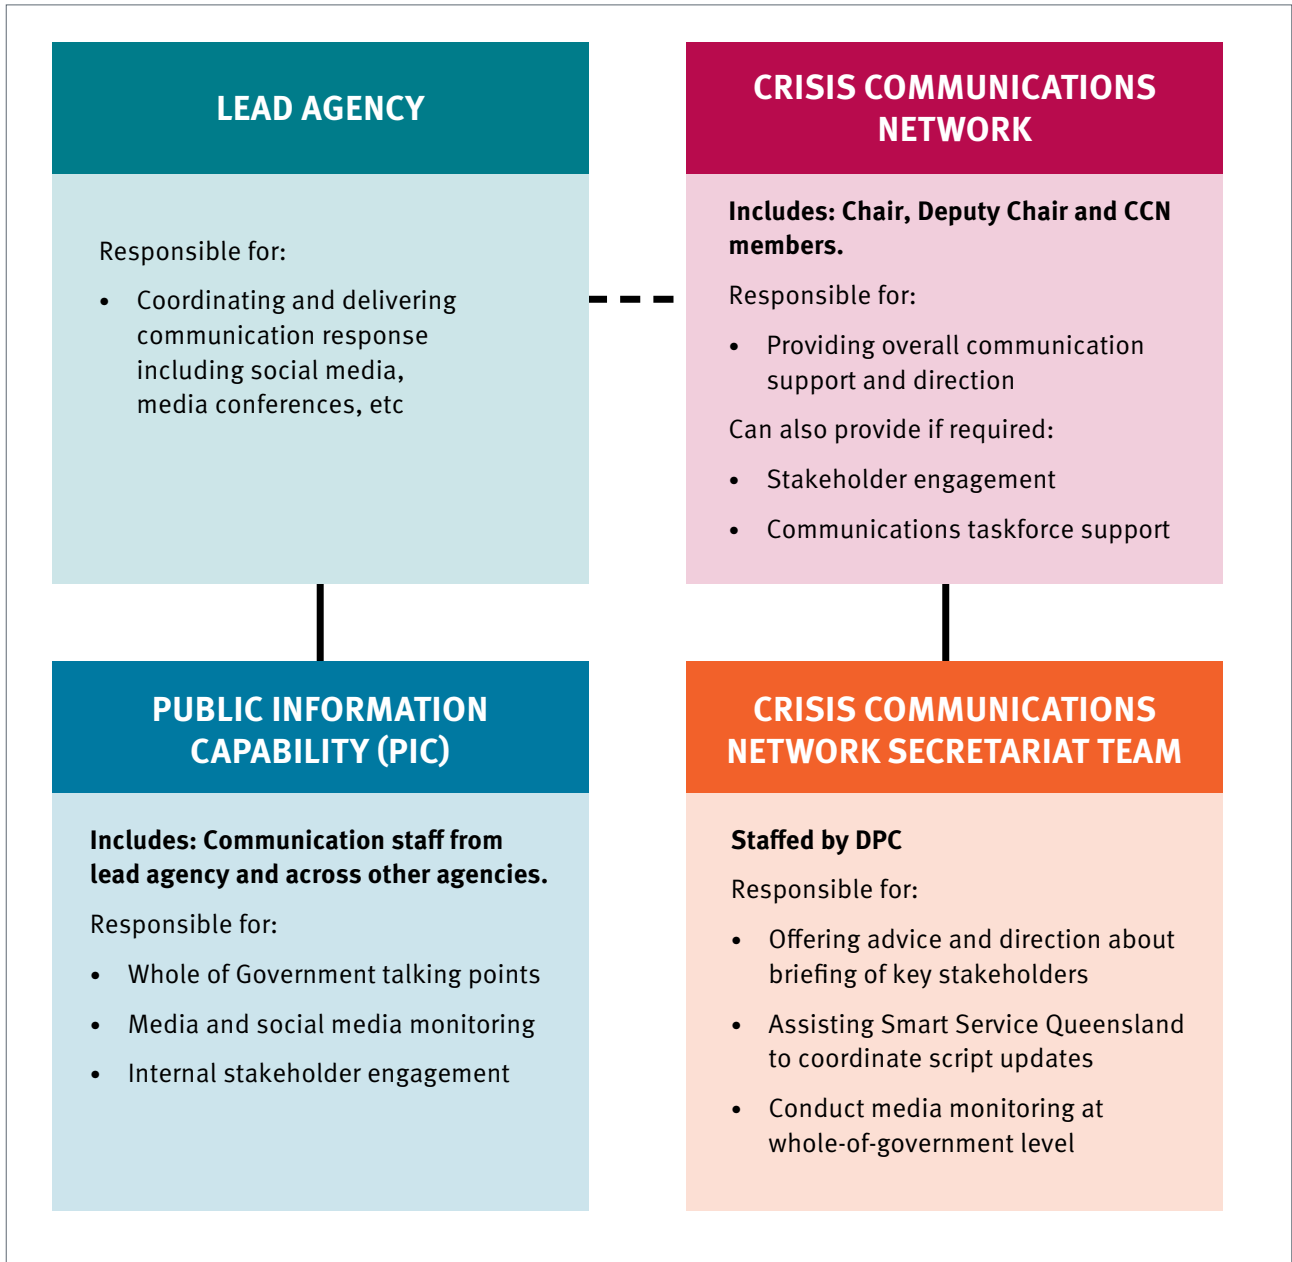 LEAD AGENCY
Responsible for:
• Coordinating and delivering
communication response
including social media,
media conferences, etc
CRISIS COMMUNICATIONS
NETWORK
Includes: Chair, Deputy Chair and CCN
members.
Responsible for:
• Providing overall communication
support and direction
Can also provide if required:
• Stakeholder engagement
• Communications taskforce support
PUBLIC INFORMATION
CAPABILITY (PIC)
Includes: Communication staff from
lead agency and across other agencies.
Responsible for:
• Whole of Government talking points
• Media and social media monitoring
• Internal stakeholder engagement
CRISIS COMMUNICATIONS
NETWORK SECRETARIAT TEAM
Staffed by DPC
Responsible for:
• Offering advice and direction about
briefing of key stakeholders
• Assisting Smart Service Queensland
to coordinate script updates
• Conduct media monitoring at
whole-of-government level